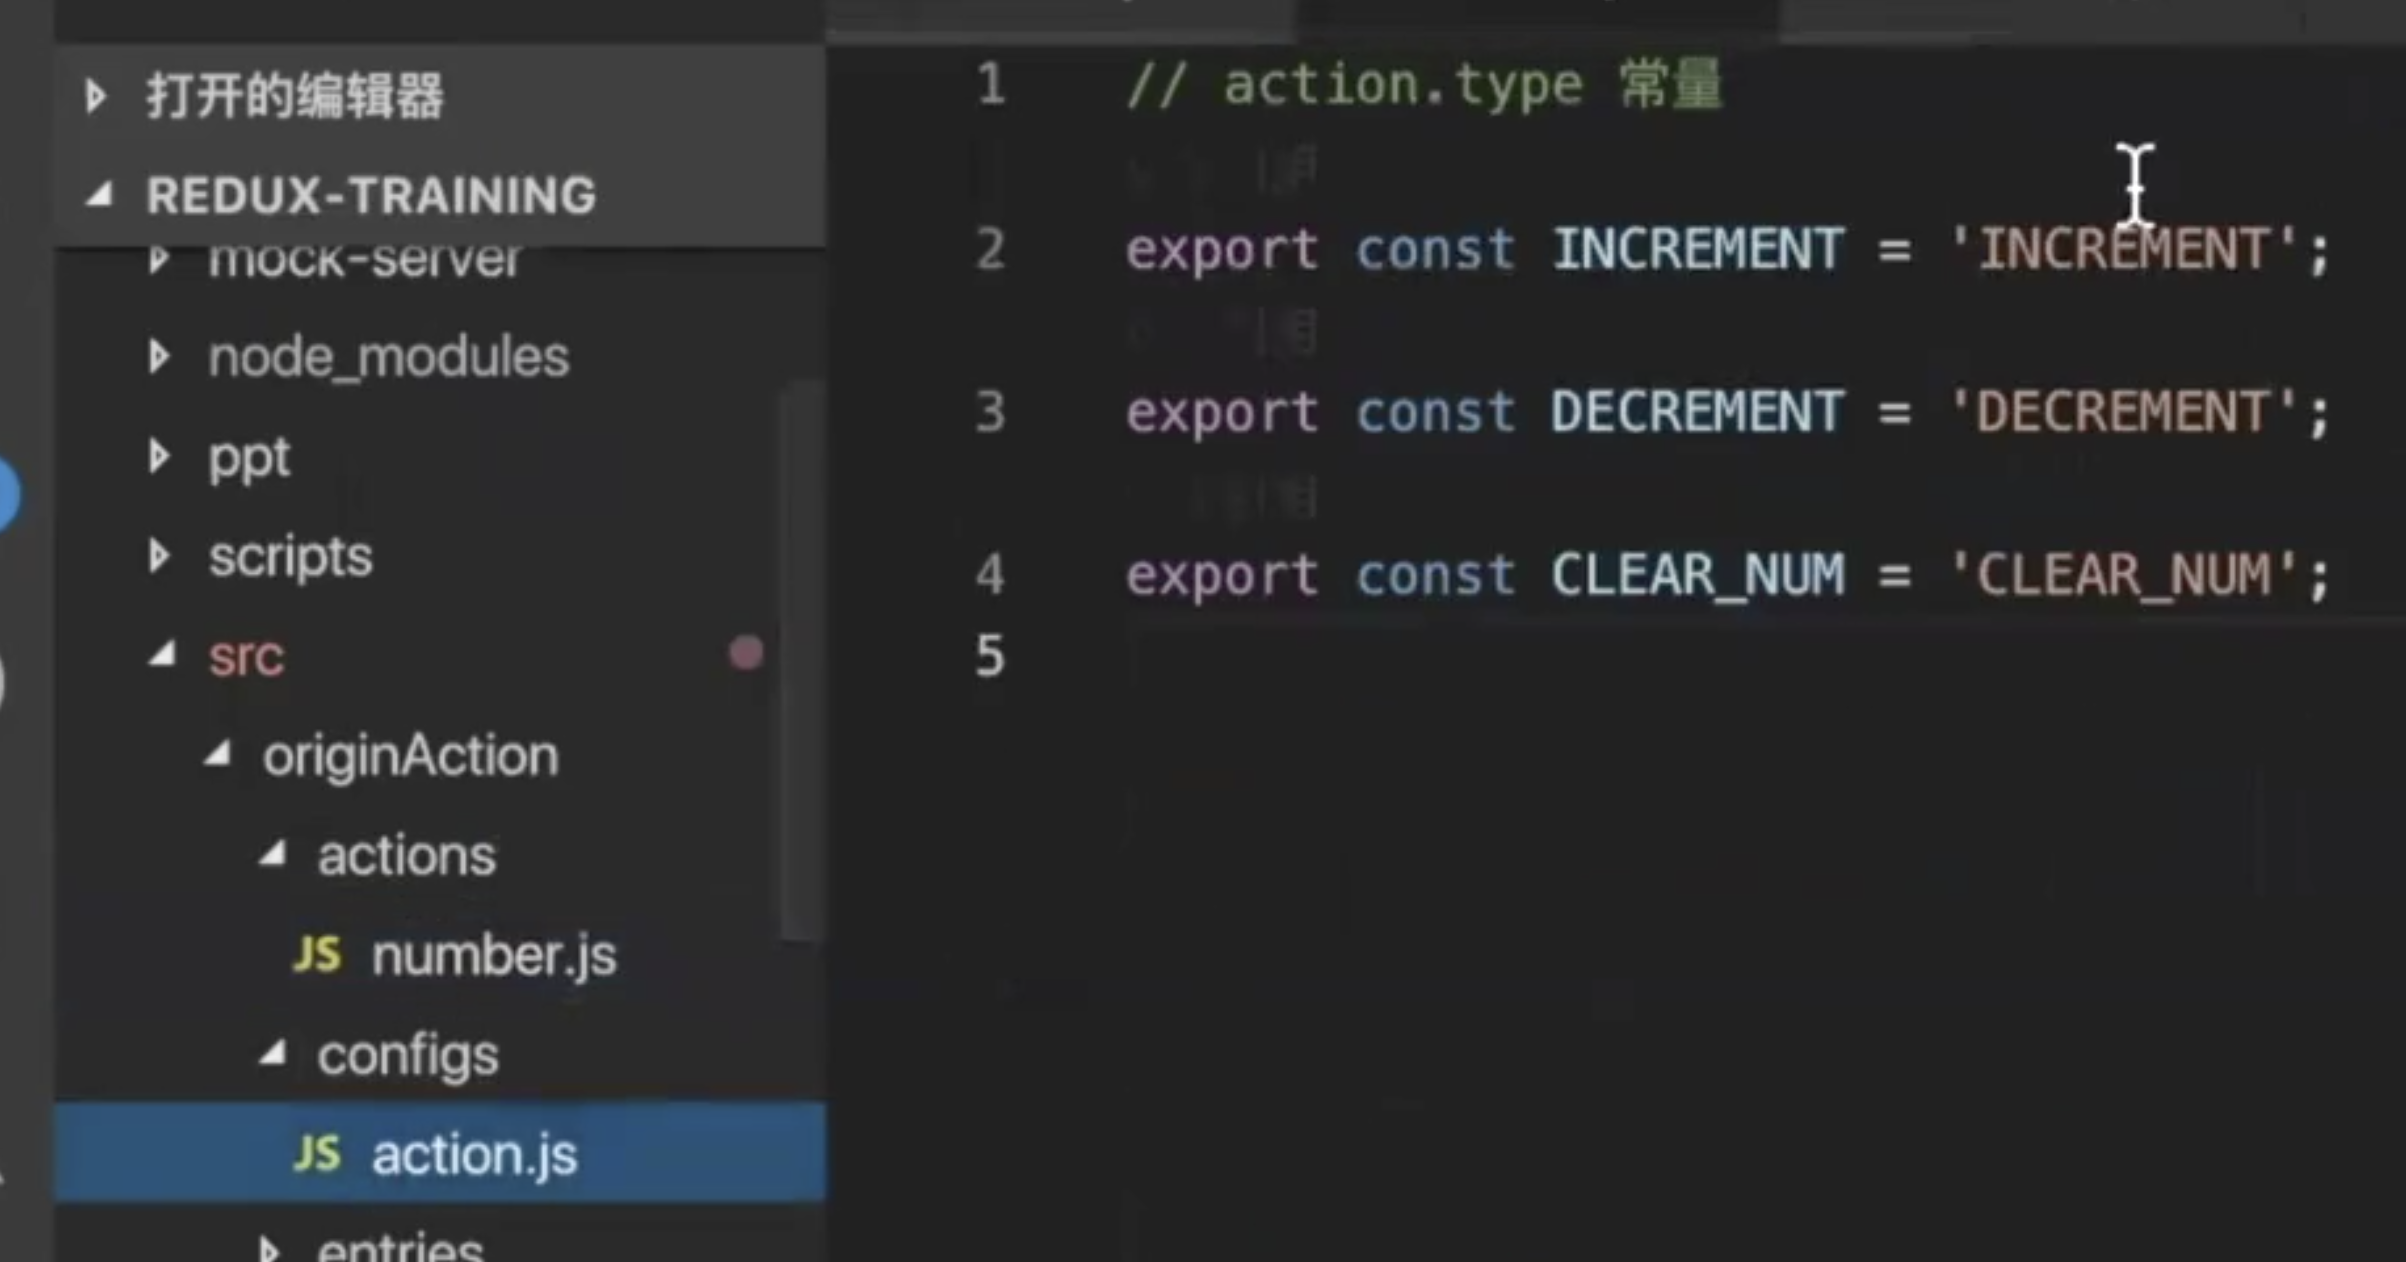 打开的编辑器
REDUX-TRAINING
mock-server
node_modules
ppt
scripts
src
originAction
actions
JS number.js
configs
JS action.js
entries
1 // action.type 常量
2 export const INCREMENT = 'INCREMENT';
3 export const DECREMENT = 'DECREMENT';
4 export const CLEAR_NUM = 'CLEAR_NUM';
5